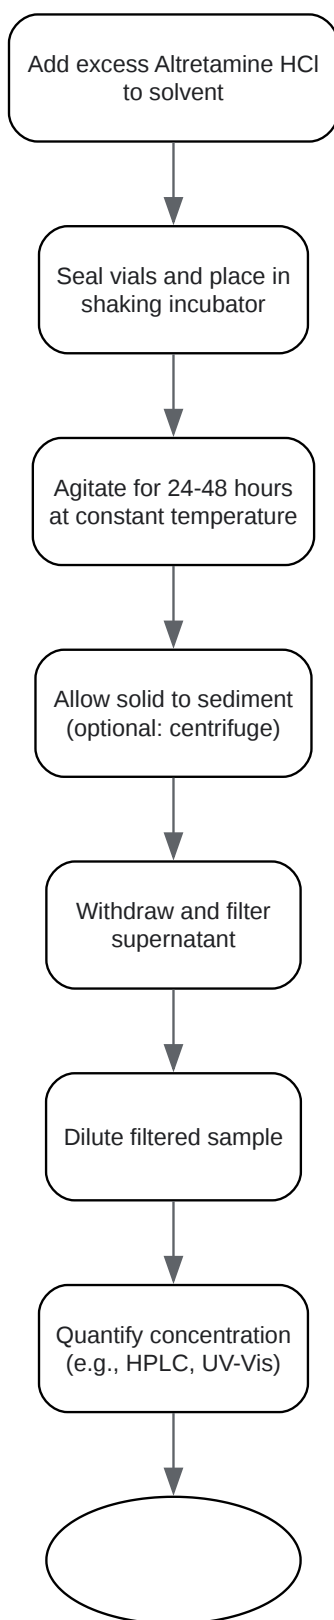 Add excess Altretamine HCl
to solvent
Seal vials and place in
shaking incubator
Agitate for 24-48 hours
at constant temperature
Allow solid to sediment
(optional: centrifuge)
Withdraw and filter
supernatant
Dilute filtered sample
Quantify concentration
(e.g., HPLC, UV-Vis)